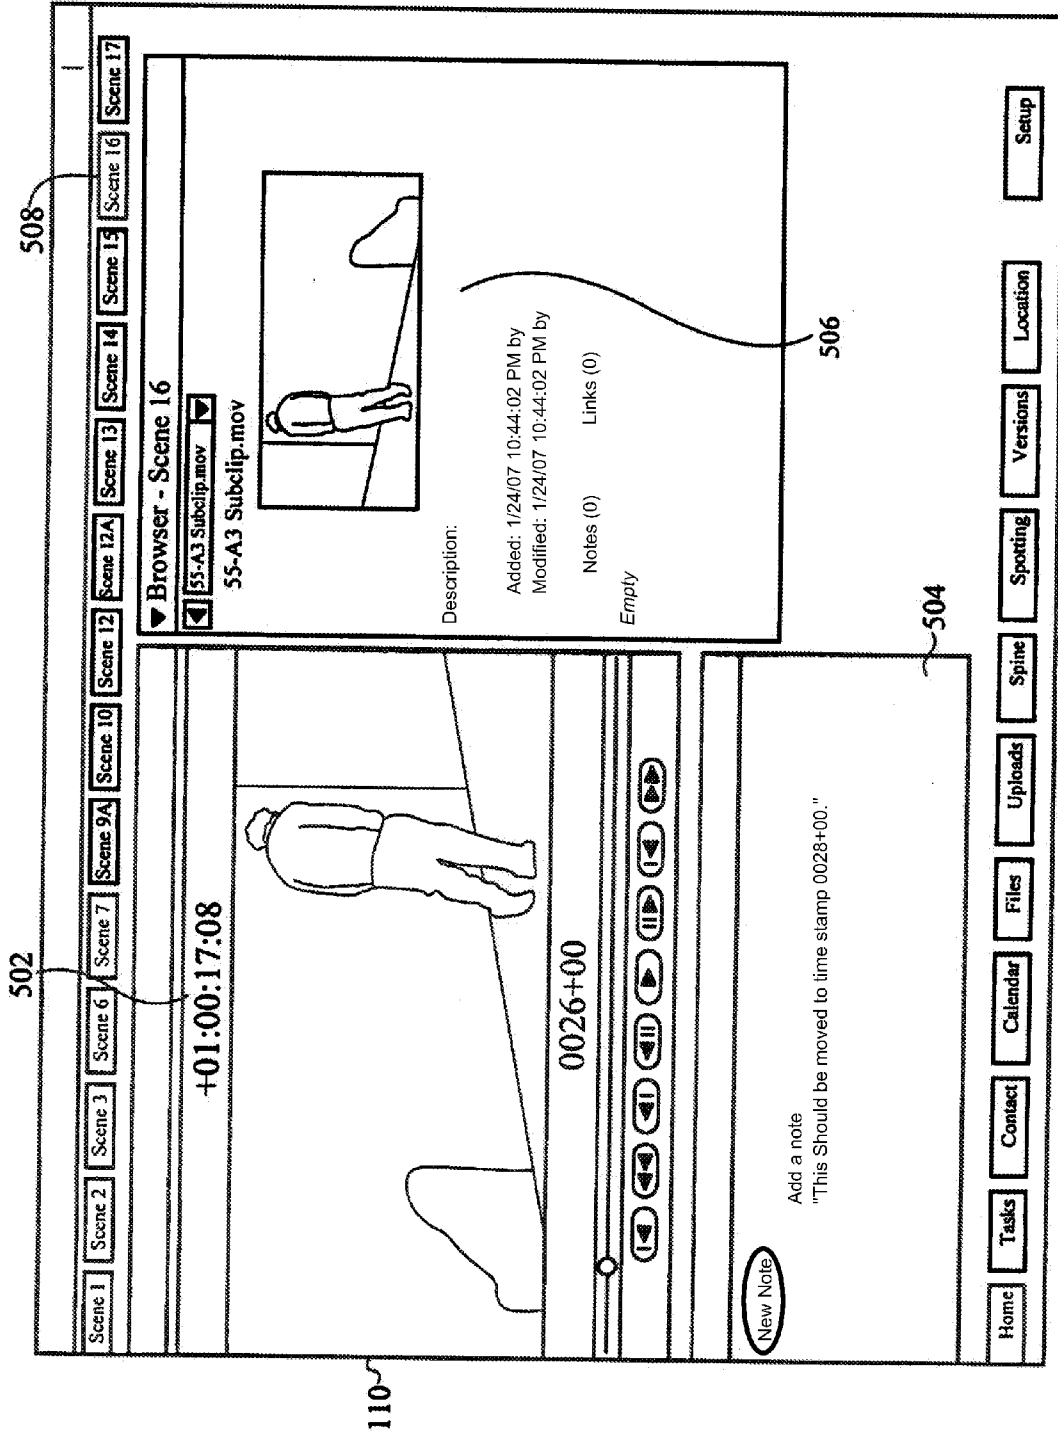 508
502
Scene 1 Scene 2 Scene 3 Scene 6 Scene 7 Scene 9A Scene 10 Scene 12 Scene 12A Scene 13 Scene 14 Scene 15 Scene 16 Scene 17
+01:00:17:08
0026+00
New Note
Add a note
"This Should be moved to time stamp 0028+00."
504
Browser - Scene 16
55-A3 Subclip.mov
55-A3 Subclip.mov
Description:
Added: 1/24/07 10:44:02 PM by
Modified: 1/24/07 10:44:02 PM by
Notes (0) Links (0)
Empty
506
110
Home Tasks Contact Calendar Files Uploads Spine Spotting Versions Location Setup